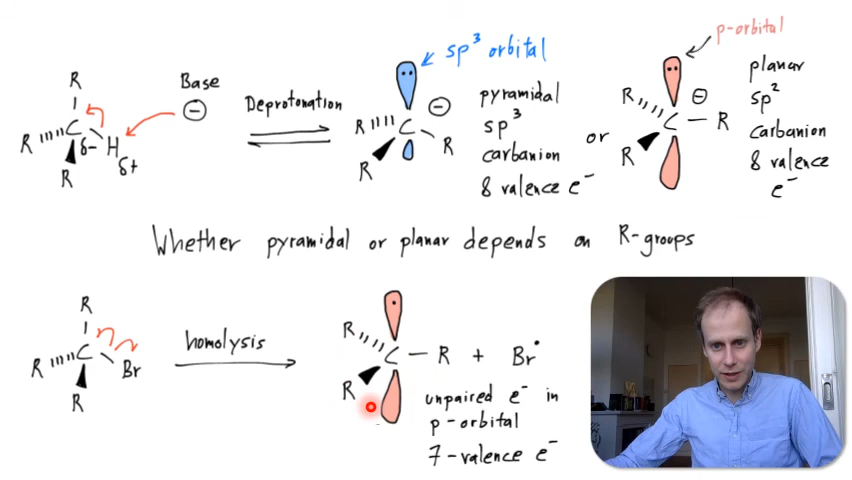 p-orbital
sp³ orbital
R
Base
⊖
Deprotonation
R C δ- H δ+
R
R C ⊖
R
R
pyramidal
sp³
carbanion
8 valence e⁻
or
R ⊖
C R
R
planar
sp²
carbanion
8 valence
e⁻
Whether pyramidal or planar depends on R-groups
R
R C Br
R
homolysis
R
C R + Br•
R
unpaired e⁻ in
p-orbital
7-valence e⁻